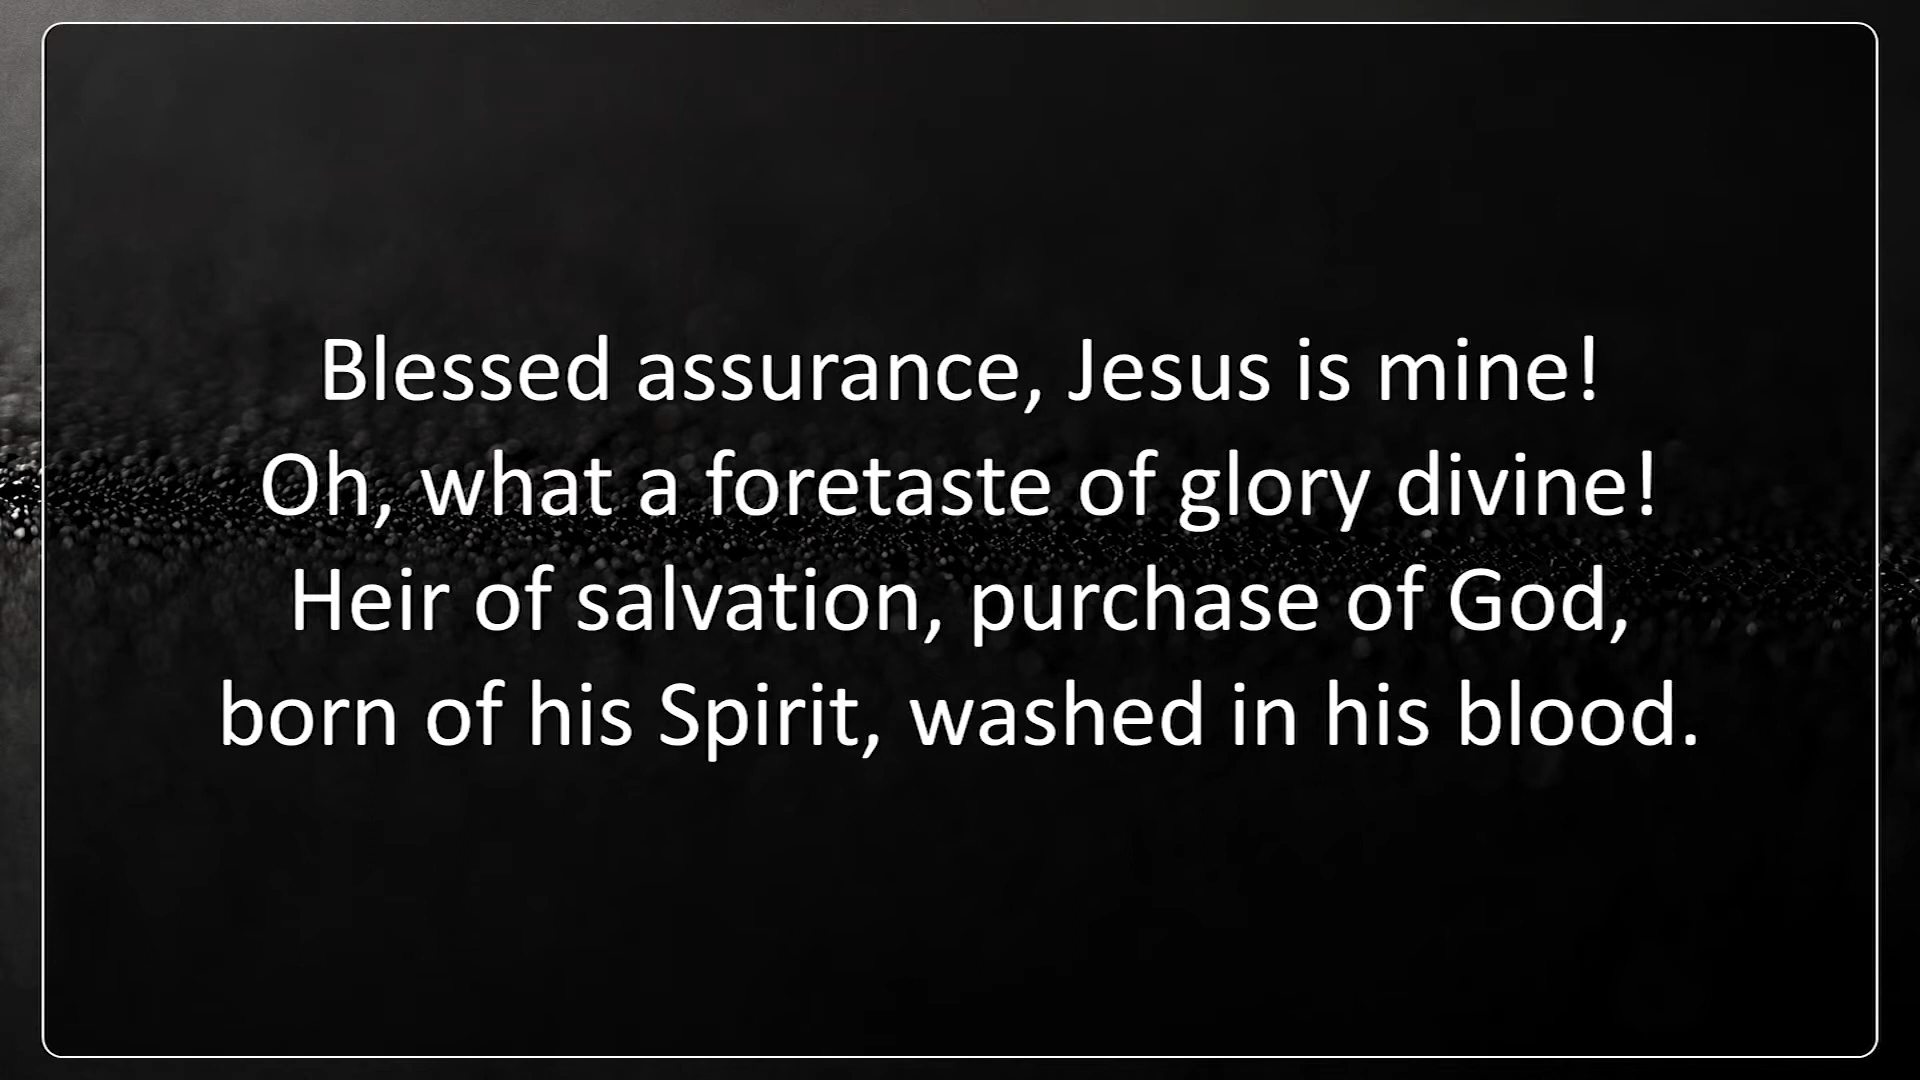 Blessed assurance, Jesus is mine!
Oh, what a foretaste of glory divine!
Heir of salvation, purchase of God,
born of his Spirit, washed in his blood.